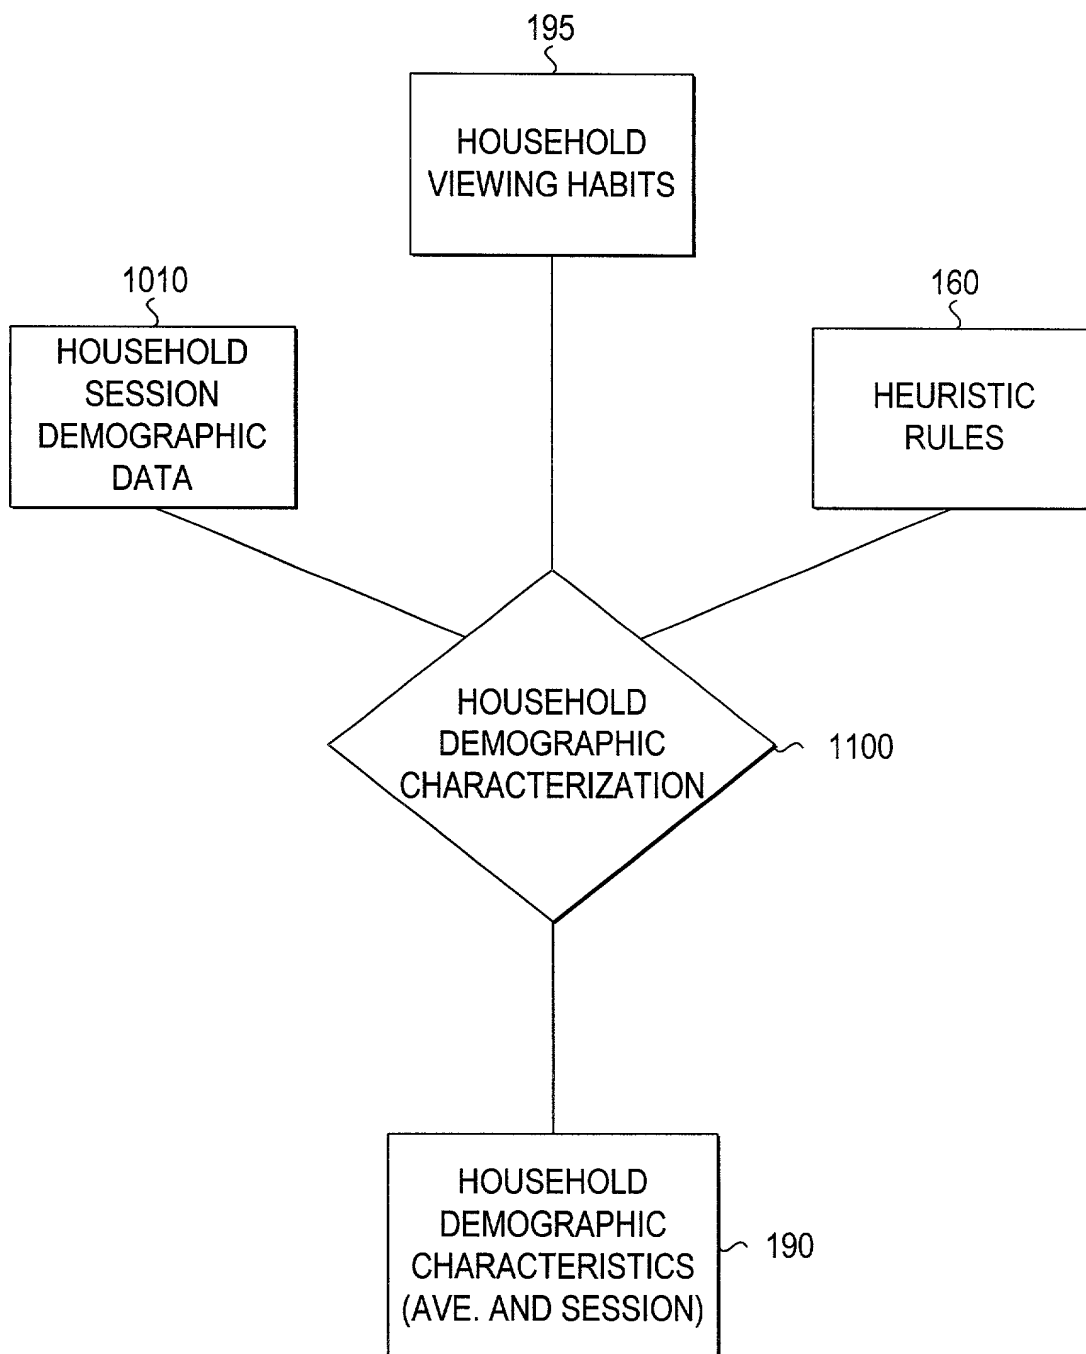 195
HOUSEHOLD
VIEWING HABITS
1010
HOUSEHOLD
SESSION
DEMOGRAPHIC
DATA
160
HEURISTIC
RULES
HOUSEHOLD
DEMOGRAPHIC
CHARACTERIZATION
1100
HOUSEHOLD
DEMOGRAPHIC
CHARACTERISTICS
(AVE. AND SESSION)
190